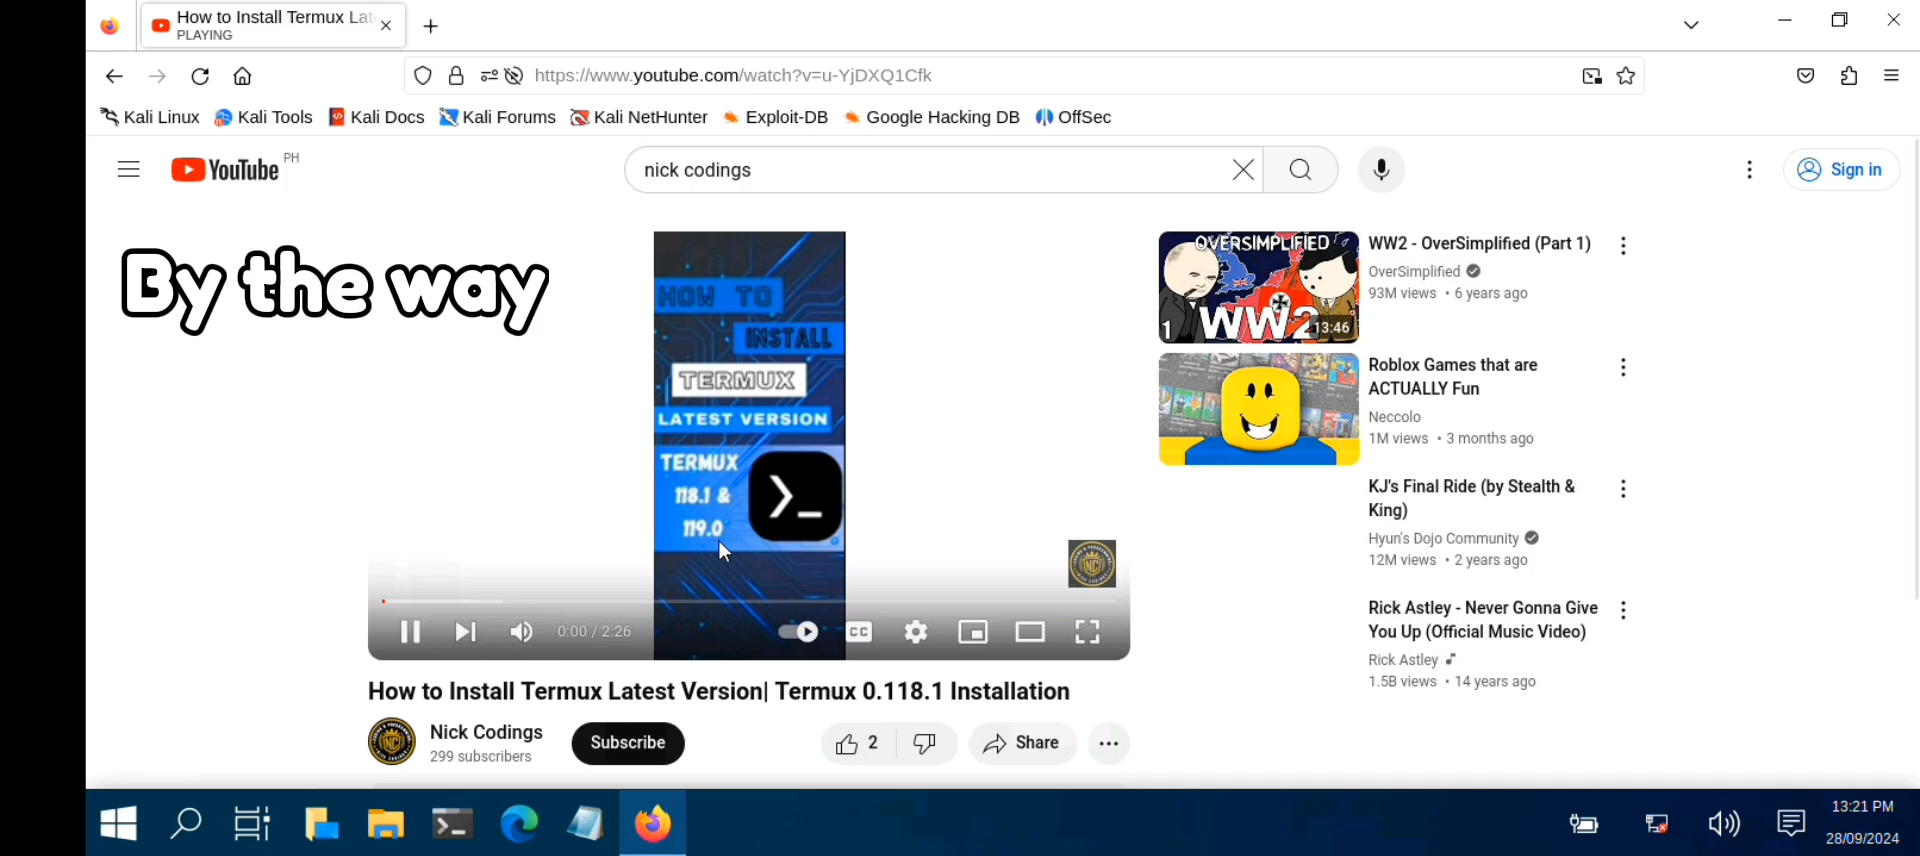 How to Install Termux Lat
PLAYING
https://www.youtube.com/watch?v=u-YjDXQ1Cfk
Kali Linux Kali Tools Kali Docs Kali Forums Kali NetHunter Exploit-DB Google Hacking DB OffSec
YouTube PH
nick codings
Sign in
By the way
HOW TO
INSTALL
TERMUX
LATEST VERSION
TERMUX
118.1 &
119.0
>_
NC
0:00 / 2:26
CC
How to Install Termux Latest Version| Termux 0.118.1 Installation
Nick Codings
299 subscribers
Subscribe
2
Share
OVERSIMPLIFIED
1 WW2
13:46
WW2 - OverSimplified (Part 1)
OverSimplified
93M views • 6 years ago
Roblox Games that are
ACTUALLY Fun
Neccolo
1M views • 3 months ago
KJ's Final Ride (by Stealth &
King)
Hyun's Dojo Community
12M views • 2 years ago
Rick Astley - Never Gonna Give
You Up (Official Music Video)
Rick Astley
1.5B views • 14 years ago
13:21 PM
28/09/2024